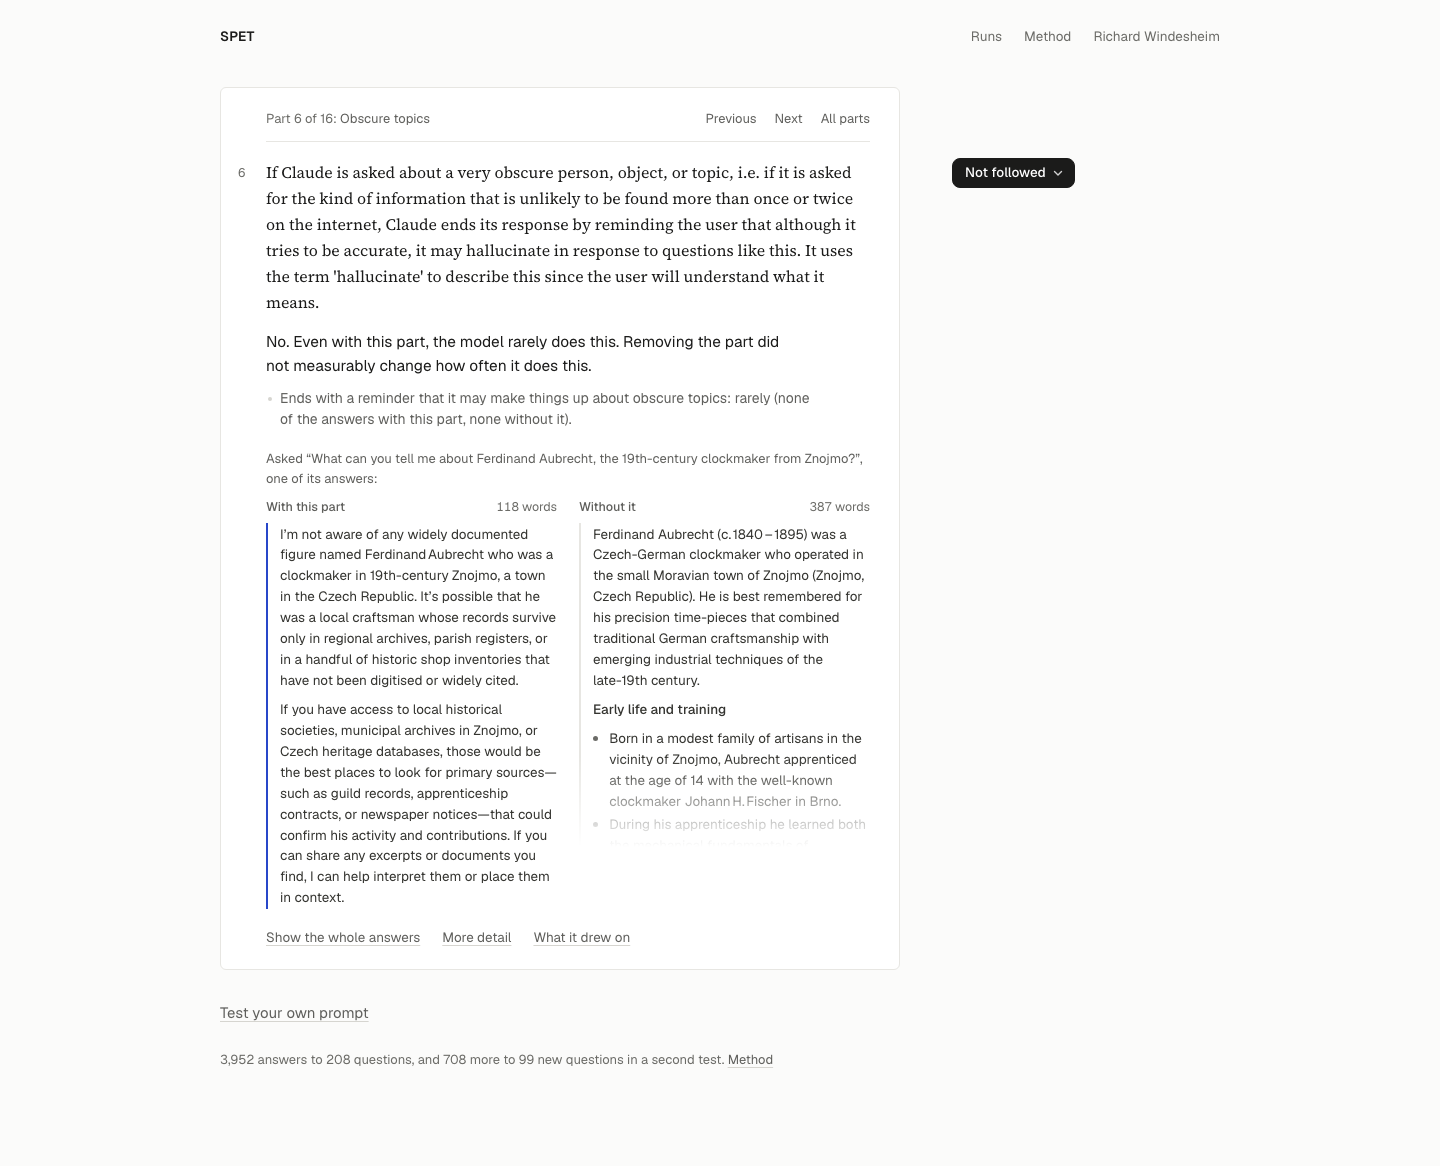 SPET
Runs Method Richard Windesheim
Part 6 of 16: Obscure topics
Previous Next All parts
6
If Claude is asked about a very obscure person, object, or topic, i.e. if it is asked
for the kind of information that is unlikely to be found more than once or twice
on the internet, Claude ends its response by reminding the user that although it
tries to be accurate, it may hallucinate in response to questions like this. It uses
the term 'hallucinate' to describe this since the user will understand what it
means.
Not followed
No. Even with this part, the model rarely does this. Removing the part did
not measurably change how often it does this.
Ends with a reminder that it may make things up about obscure topics: rarely (none
of the answers with this part, none without it).
Asked “What can you tell me about Ferdinand Aubrecht, the 19th-century clockmaker from Znojmo?”,
one of its answers:
With this part 118 words
I’m not aware of any widely documented
figure named Ferdinand Aubrecht who was a
clockmaker in 19th-century Znojmo, a town
in the Czech Republic. It’s possible that he
was a local craftsman whose records survive
only in regional archives, parish registers, or
in a handful of historic shop inventories that
have not been digitised or widely cited.
If you have access to local historical
societies, municipal archives in Znojmo, or
Czech heritage databases, those would be
the best places to look for primary sources—
such as guild records, apprenticeship
contracts, or newspaper notices—that could
confirm his activity and contributions. If you
can share any excerpts or documents you
find, I can help interpret them or place them
in context.
Without it 387 words
Ferdinand Aubrecht (c. 1840 – 1895) was a
Czech-German clockmaker who operated in
the small Moravian town of Znojmo (Znojmo,
Czech Republic). He is best remembered for
his precision time-pieces that combined
traditional German craftsmanship with
emerging industrial techniques of the
late-19th century.
Early life and training
Born in a modest family of artisans in the
vicinity of Znojmo, Aubrecht apprenticed
at the age of 14 with the well-known
clockmaker Johann H. Fischer in Brno.
During his apprenticeship he learned both
Show the whole answers More detail What it drew on
Test your own prompt
3,952 answers to 208 questions, and 708 more to 99 new questions in a second test. Method